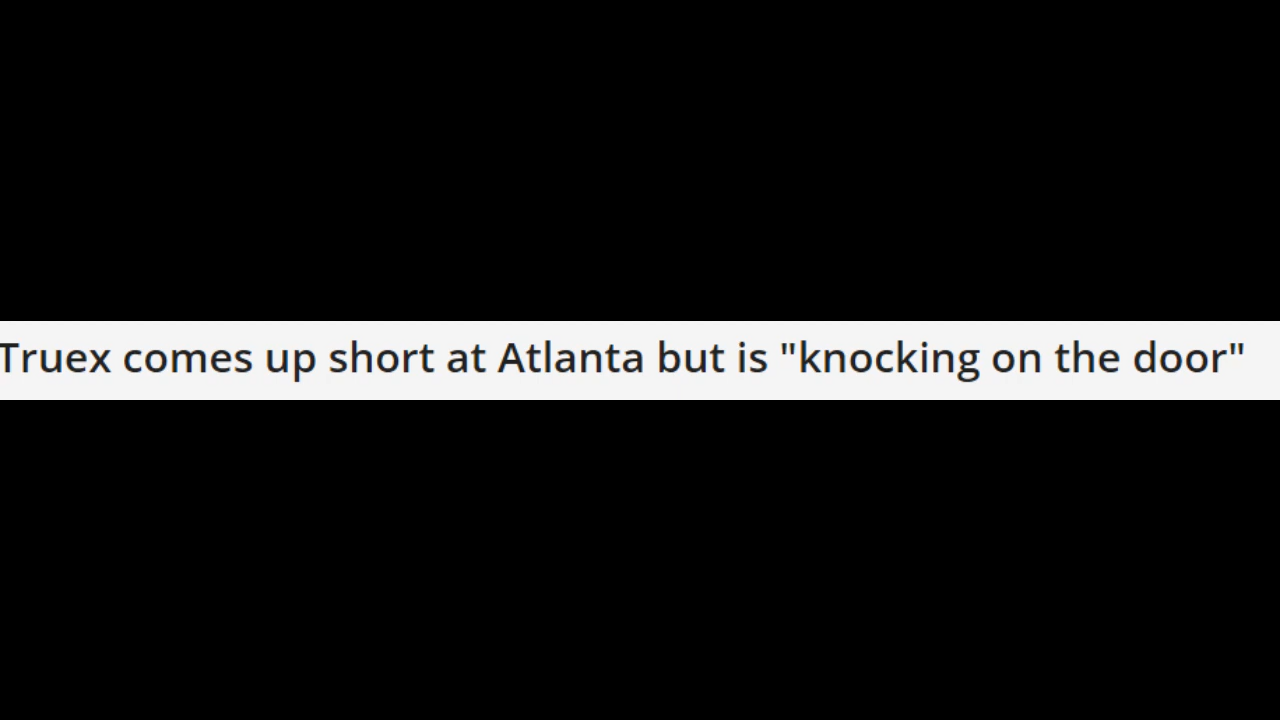 Truex comes up short at Atlanta but is "knocking on the door"